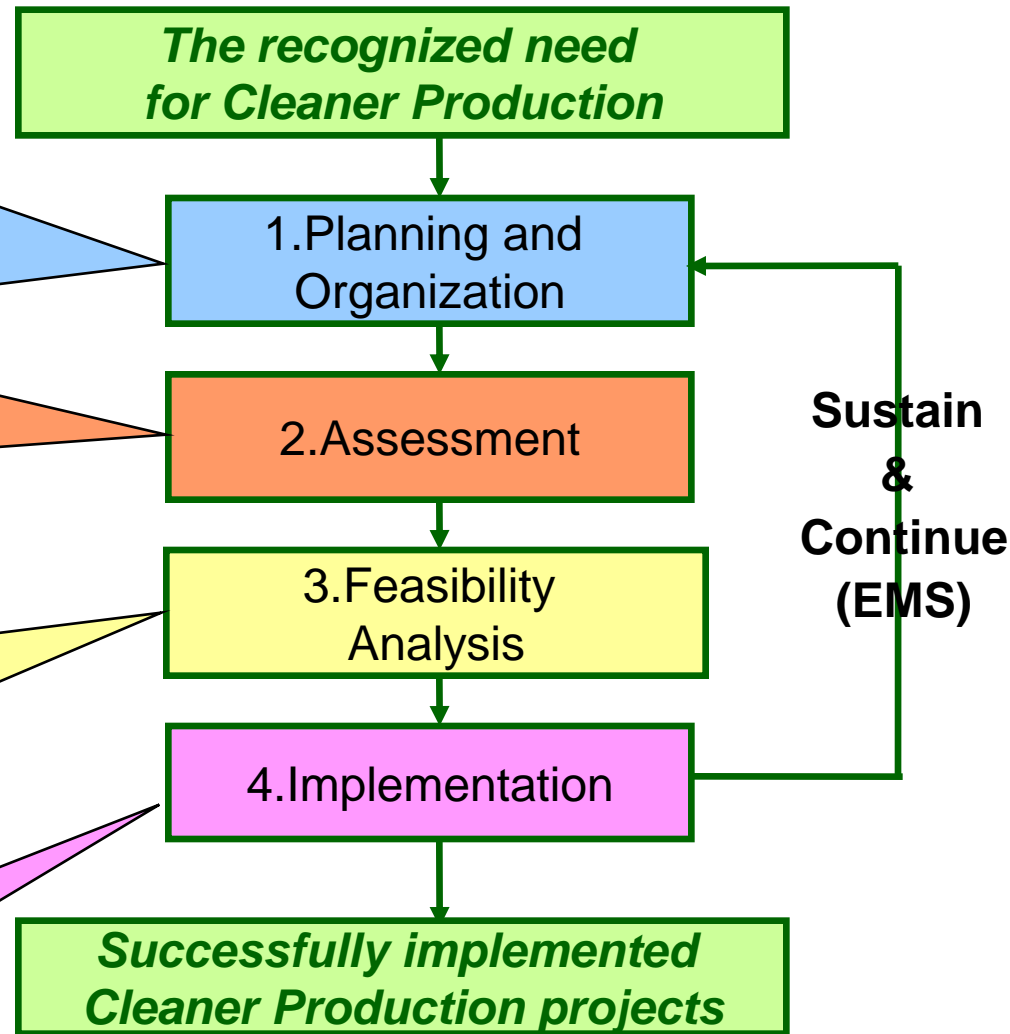 The recognized need
for Cleaner Production
1.Planning and
Organization
2.Assessment
Sustain
&
Continue
(EMS)
3.Feasibility
Analysis
4.Implementation
Successfully implemented
Cleaner Production projects